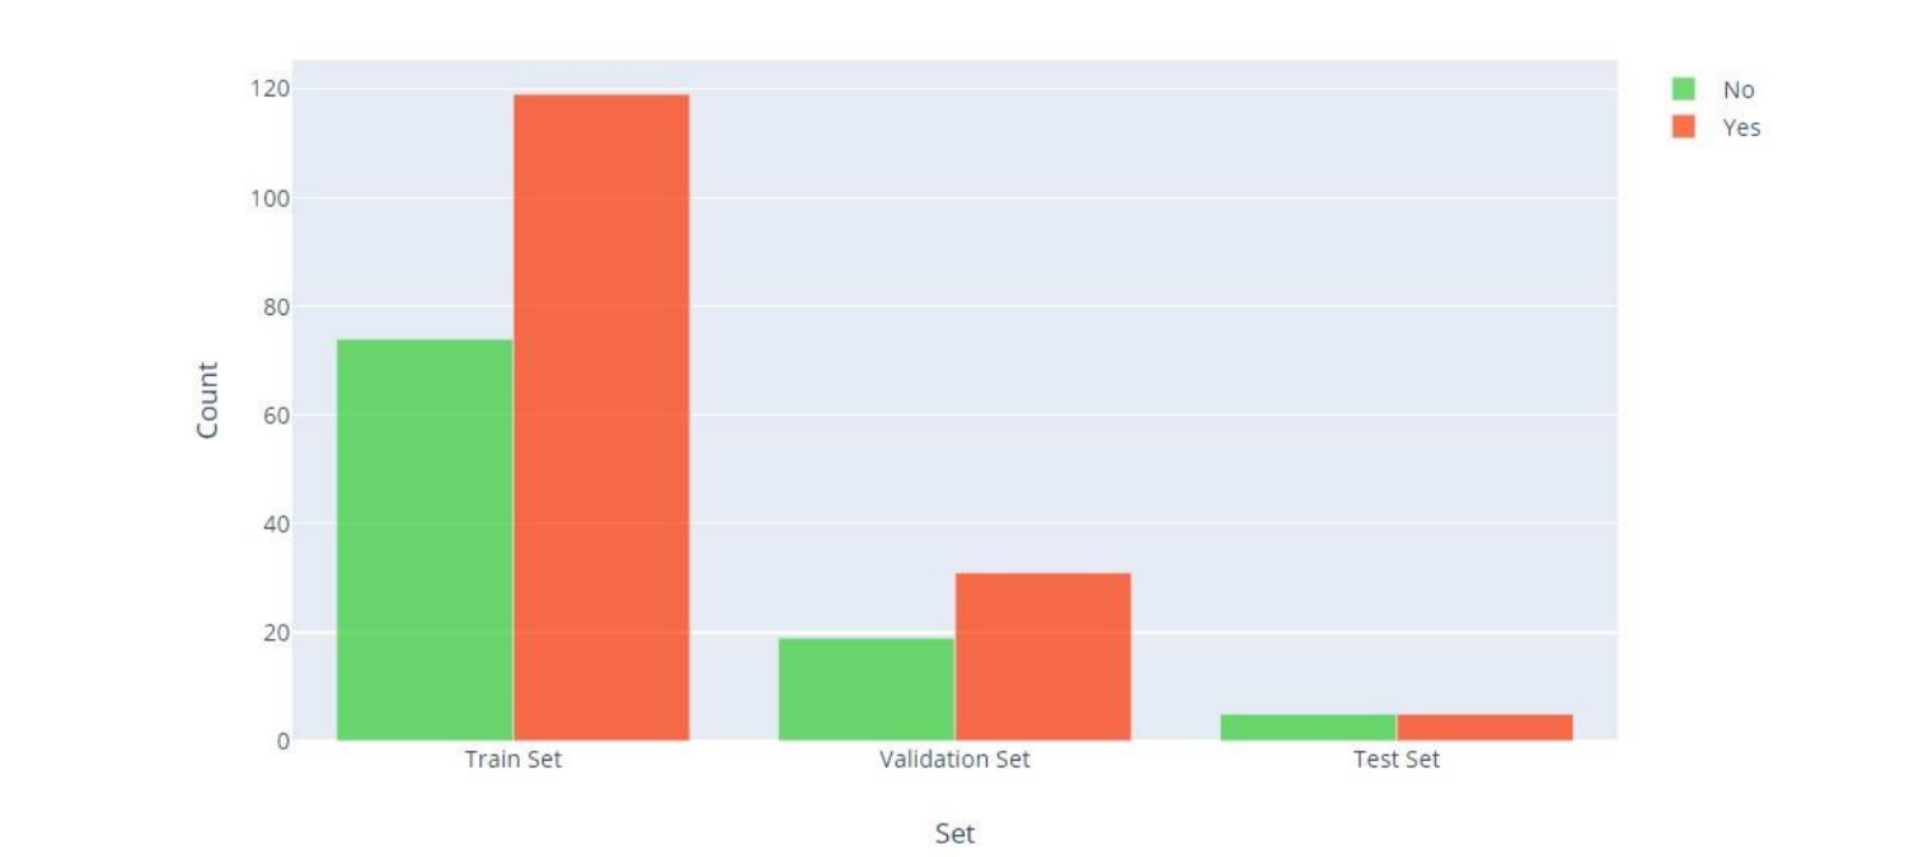 120
100
80
60
40
20
0
Count
Train Set
Validation Set
Test Set
Set
No
Yes